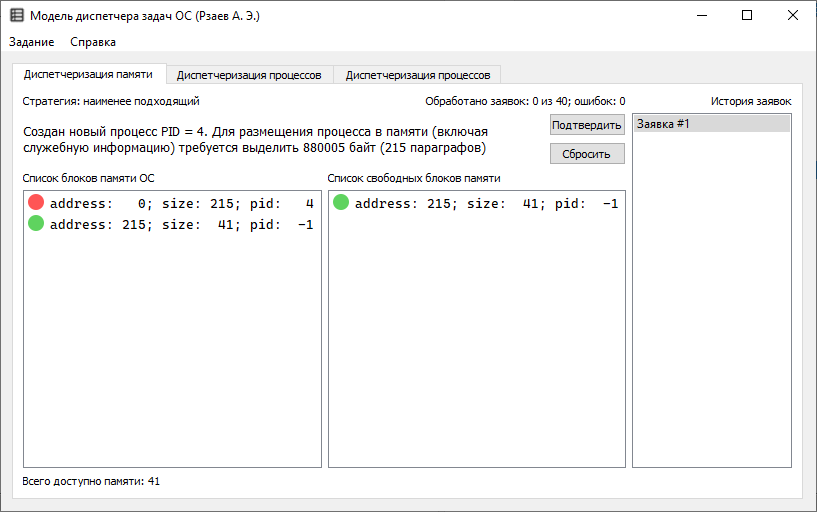 Модель диспетчера задач ОС (Рзаев А. Э.)
Задание Справка
Диспетчеризация памяти Диспетчеризация процессов Диспетчеризация процессов
Стратегия: наименее подходящий Обработано заявок: 0 из 40; ошибок: 0 История заявок
Создан новый процесс PID = 4. Для размещения процесса в памяти (включая
служебную информацию) требуется выделить 880005 байт (215 параграфов)
Подтвердить
Сбросить
Заявка #1
Список блоков памяти ОС
address: 0; size: 215; pid: 4
address: 215; size: 41; pid: -1
Список свободных блоков памяти
address: 215; size: 41; pid: -1
Всего доступно памяти: 41